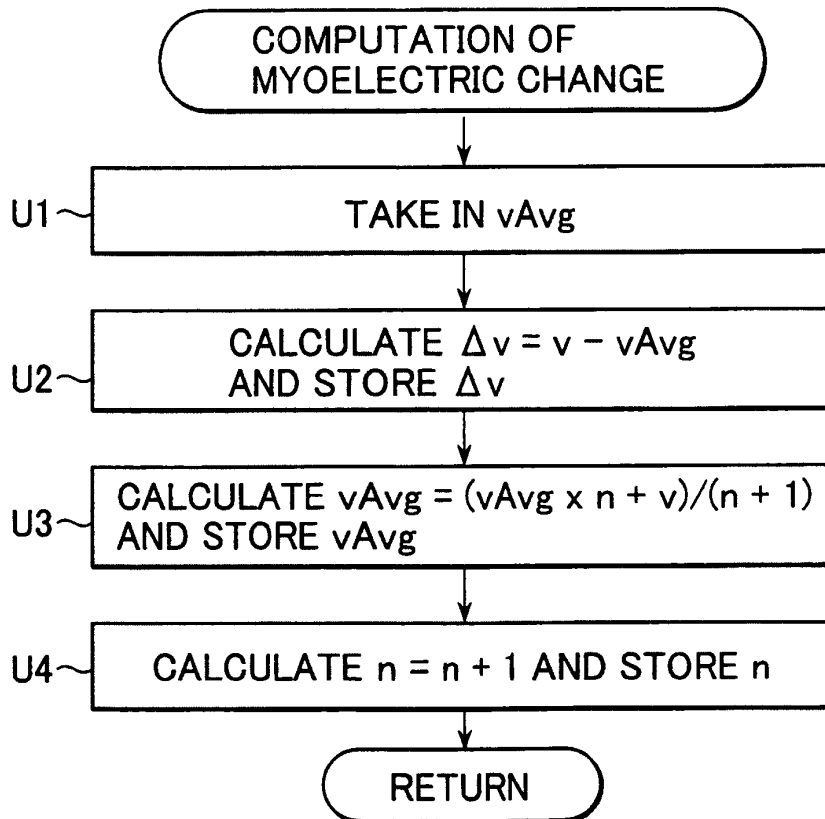 COMPUTATION OF
MYOELECTRIC CHANGE
U1
TAKE IN vAvg
U2
CALCULATE Δv = v - vAvg
AND STORE Δv
U3
CALCULATE vAvg = (vAvg x n + v)/(n + 1)
AND STORE vAvg
U4
CALCULATE n = n + 1 AND STORE n
RETURN